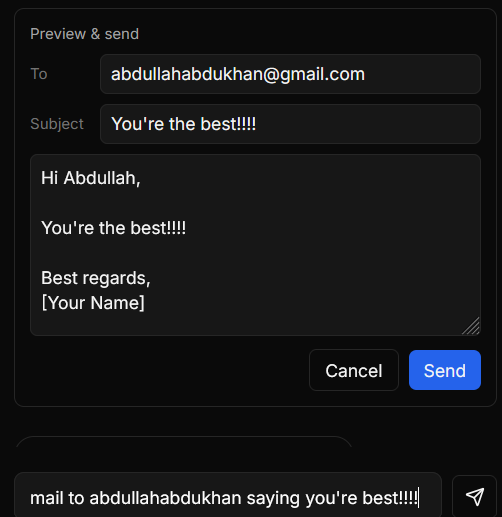 Preview & send
To
abdullahabdukhan@gmail.com
Subject
You're the best!!!!
Hi Abdullah,
You're the best!!!!
Best regards,
[Your Name]
Cancel
Send
mail to abdullahabdukhan saying you're best!!!!